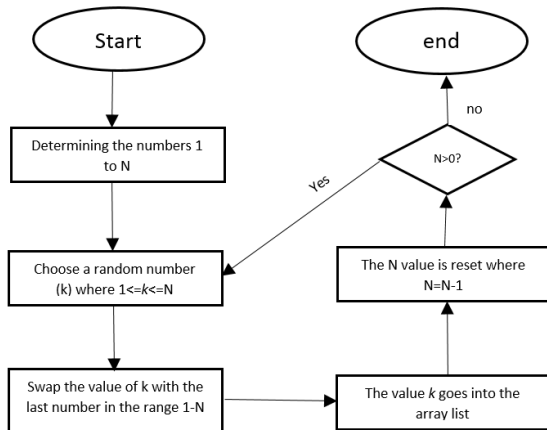 Start
Determining the numbers 1
to N
Choose a random number
(k) where 1<=k<=N
Swap the value of k with the
last number in the range 1-N
The value k goes into the
array list
The N value is reset where
N=N-1
N>0?
Yes
no
end